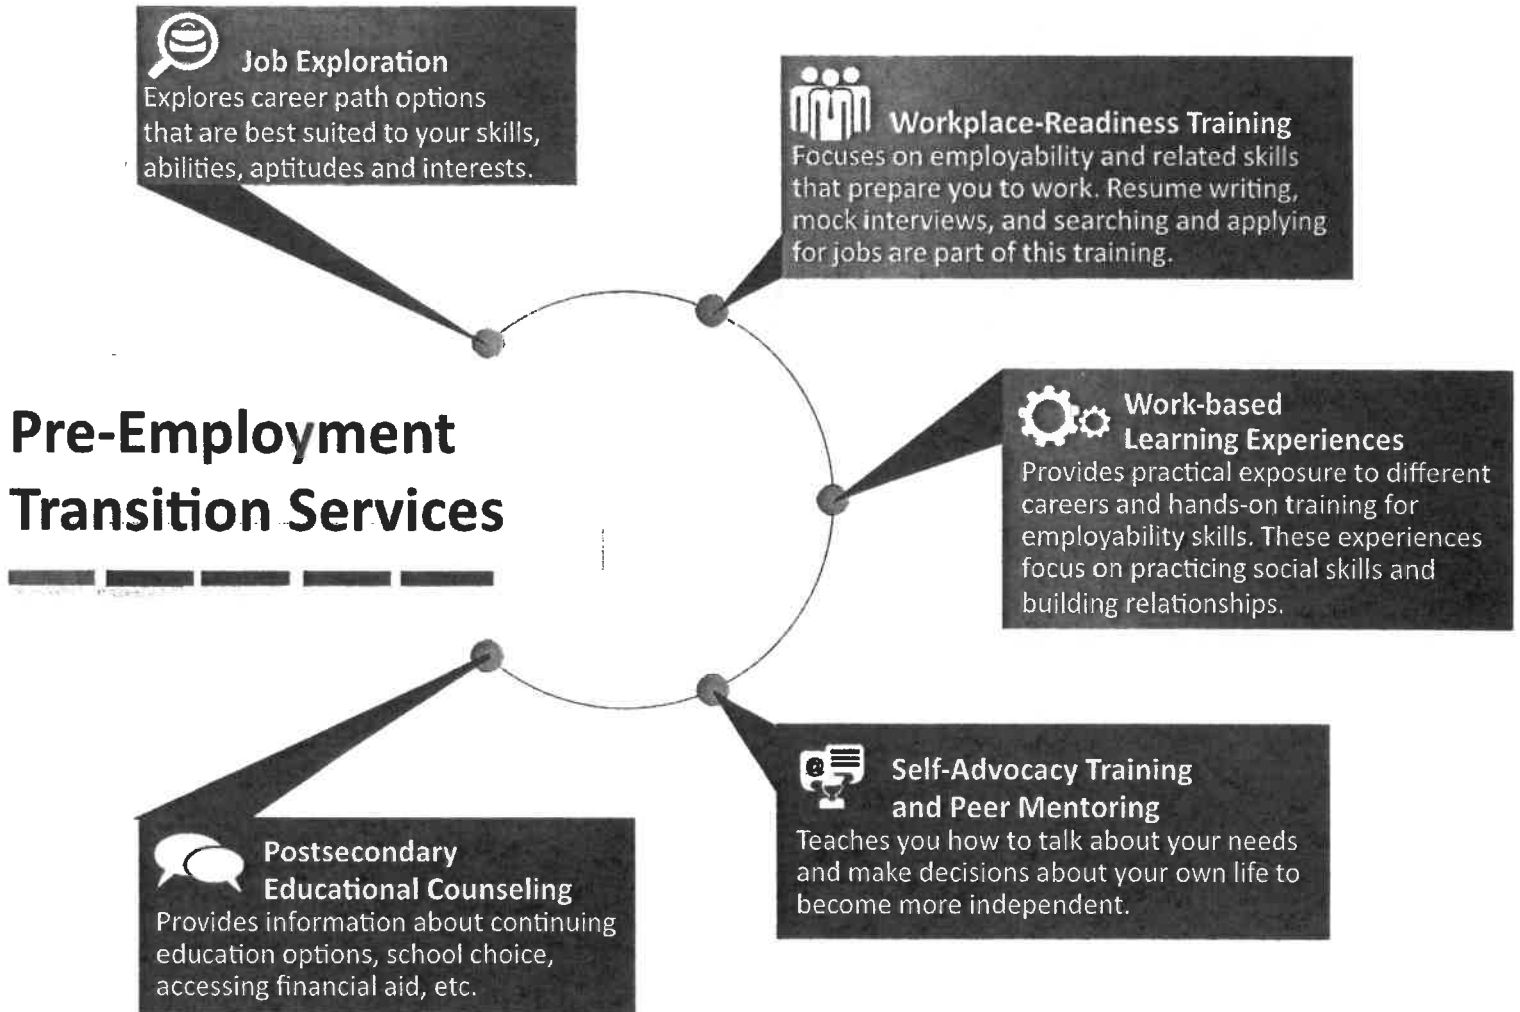 Job Exploration
Explores career path options
that are best suited to your skills,
abilities, aptitudes and interests.
Workplace-Readiness Training
Focuses on employability and related skills
that prepare you to work. Resume writing,
mock interviews, and searching and applying
for jobs are part of this training.
Pre-Employment
Transition Services
Work-based
Learning Experiences
Provides practical exposure to different
careers and hands-on training for
employability skills. These experiences
focus on practicing social skills and
building relationships.
@
Self-Advocacy Training
and Peer Mentoring
Teaches you how to talk about your needs
and make decisions about your own life to
become more independent.
Postsecondary
Educational Counseling
Provides information about continuing
education options, school choice,
accessing financial aid, etc.